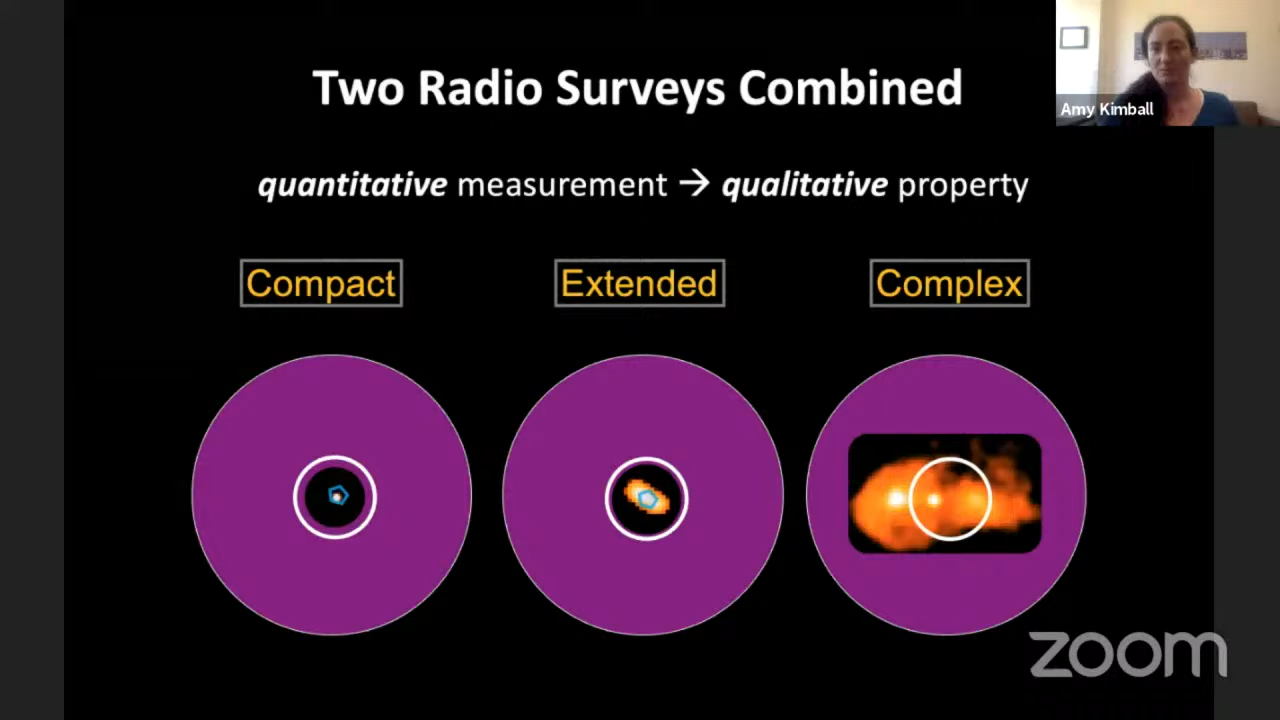 Two Radio Surveys Combined
Amy Kimball
quantitative measurement → qualitative property
Compact
Extended
Complex
zoom